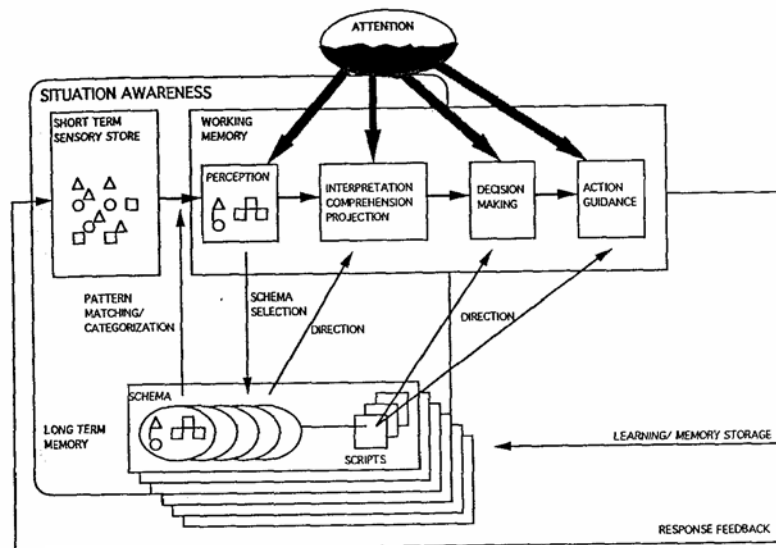 ATTENTION
SITUATION AWARENESS
SHORT TERM
SENSORY STORE
WORKING
MEMORY
PERCEPTION
INTERPRETATION
COMPREHENSION
PROJECTION
DECISION
MAKING
ACTION
GUIDANCE
PATTERN
MATCHING/
CATEGORIZATION
SCHEMA
SELECTION
DIRECTION
DIRECTION
SCHEMA
LONG TERM
MEMORY
SCRIPTS
LEARNING/ MEMORY STORAGE
RESPONSE FEEDBACK